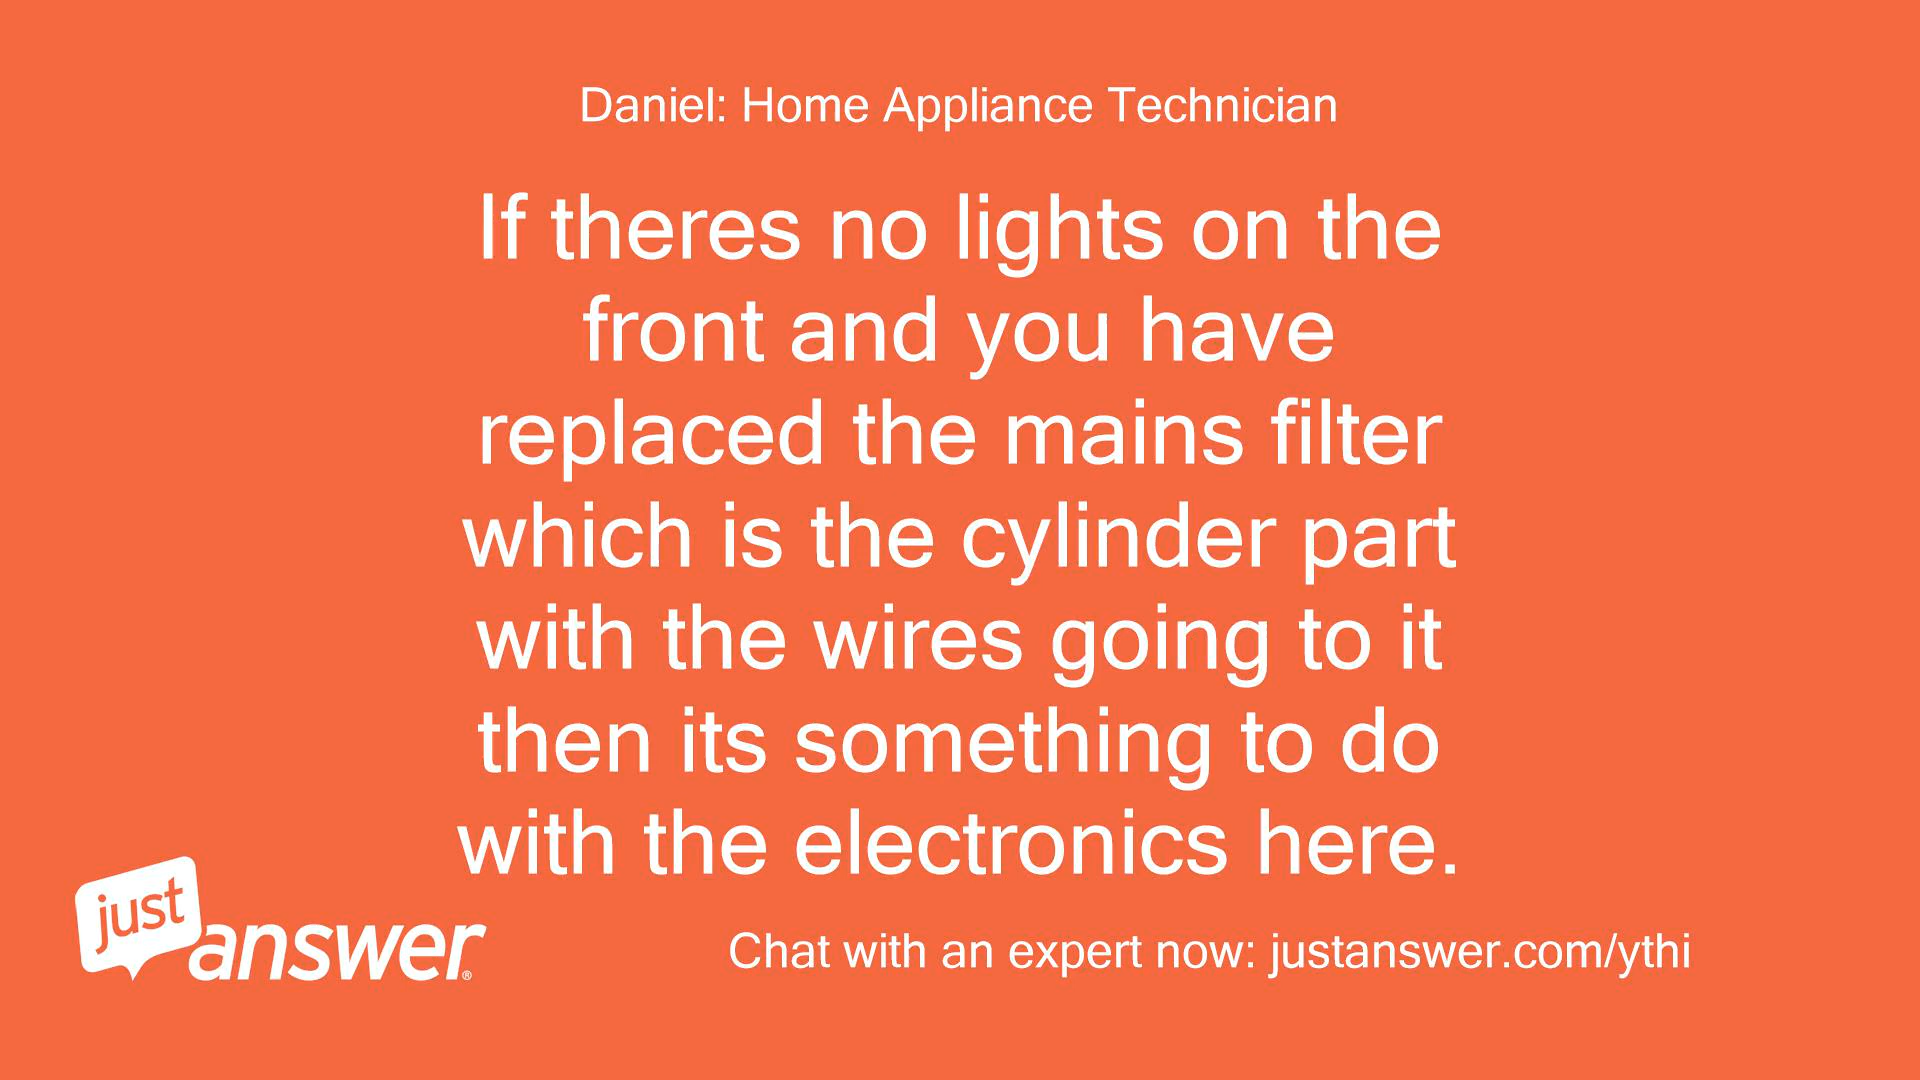 Daniel: Home Appliance Technician
If theres no lights on the
front and you have
replaced the mains filter
which is the cylinder part
with the wires going to it
then its something to do
with the electronics here.
just
answer®
Chat with an expert now: justanswer.com/ythi